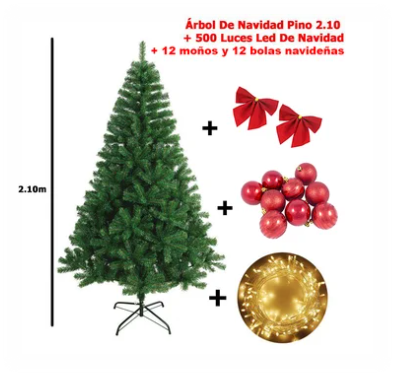 Árbol De Navidad Pino 2.10
+ 500 Luces Led De Navidad
+ 12 moños y 12 bolas navideñas
+
2.10m
+
+